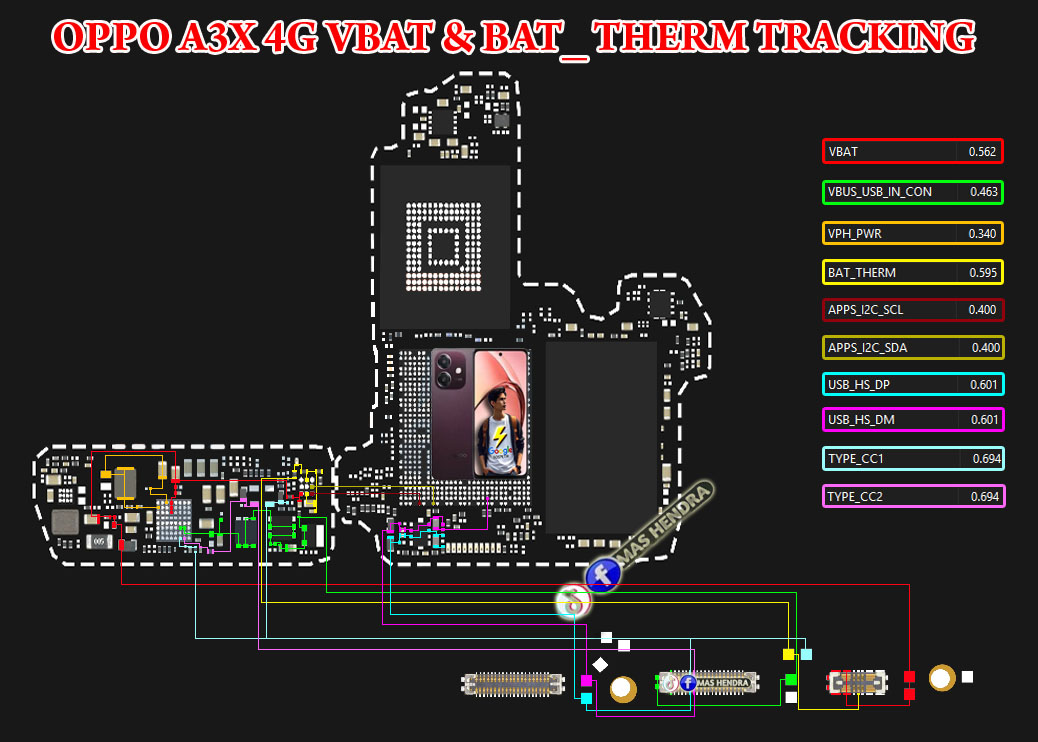 OPPO A3X 4G VBAT & BAT_ THERM TRACKING
VBAT 0.562
VBUS_USB_IN_CON 0.463
VPH_PWR 0.340
BAT_THERM 0.595
APPS_I2C_SCL 0.400
APPS_I2C_SDA 0.400
USB_HS_DP 0.601
USB_HS_DM 0.601
TYPE_CC1 0.694
TYPE_CC2 0.694
Google
005
MAS HENDRA
MAS HENDRA